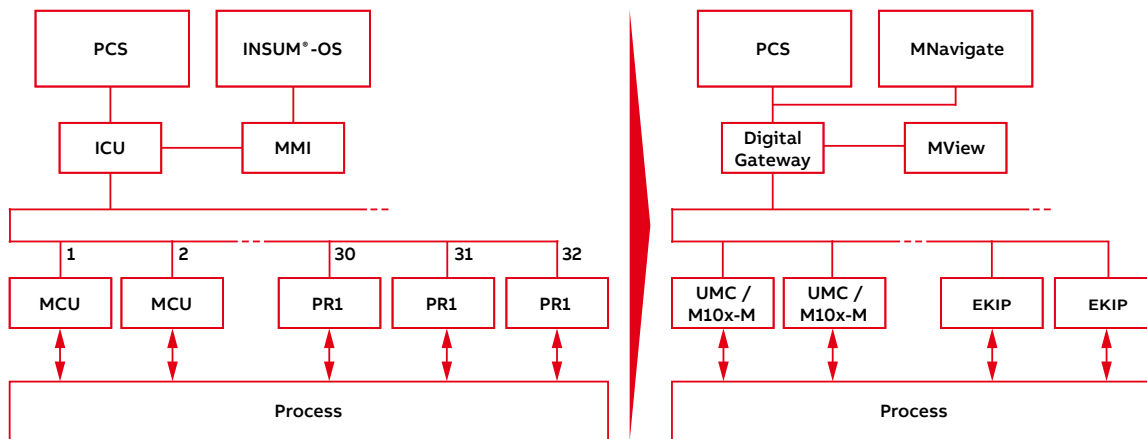 PCS
INSUM®-OS
ICU
MMI
1
2
30
31
32
MCU
MCU
PR1
PR1
PR1
Process
PCS
MNavigate
Digital
Gateway
MView
UMC /
M10x-M
UMC /
M10x-M
EKIP
EKIP
Process